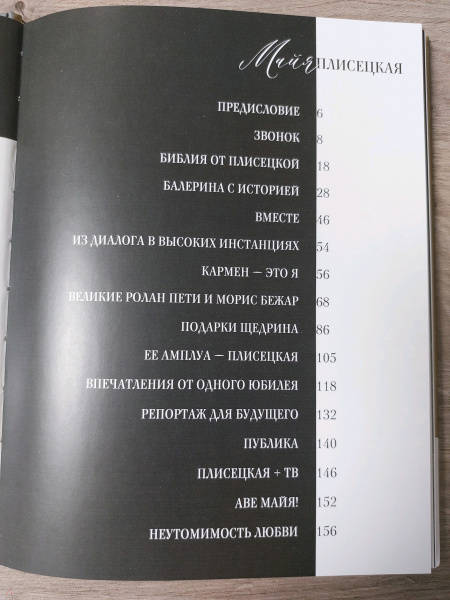 Майя ПЛИСЕЦКАЯ
ПРЕДИСЛОВИЕ 6
ЗВОНОК 8
БИБЛИЯ ОТ ПЛИСЕЦКОЙ 18
БАЛЕРИНА С ИСТОРИЕЙ 28
ВМЕСТЕ 46
ИЗ ДИАЛОГА В ВЫСОКИХ ИНСТАНЦИЯХ 54
КАРМЕН — ЭТО Я 56
ВЕЛИКИЕ РОЛАН ПЕТИ И МОРИС БЕЖАР 68
ПОДАРКИ ЩЕДРИНА 86
ЕЕ АМПЛУА — ПЛИСЕЦКАЯ 105
ВПЕЧАТЛЕНИЯ ОТ ОДНОГО ЮБИЛЕЯ 118
РЕПОРТАЖ ДЛЯ БУДУЩЕГО 132
ПУБЛИКА 140
ПЛИСЕЦКАЯ + ТВ 146
АВЕ МАЙЯ! 152
НЕУТОМИМОСТЬ ЛЮБВИ 156